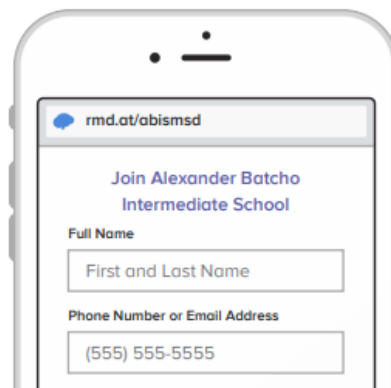 rmd.at/abismsd
Join Alexander Batcho
Intermediate School
Full Name
First and Last Name
Phone Number or Email Address
(555) 555-5555